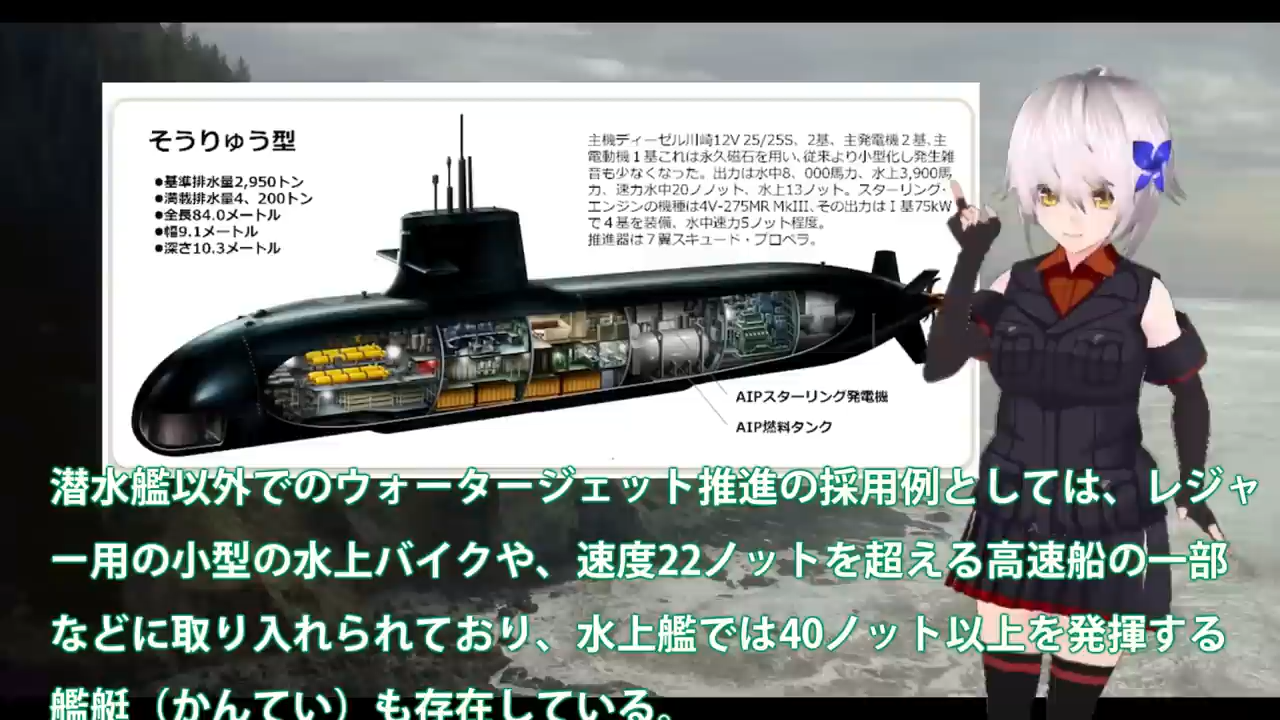 そうりゅう型
●基準排水量2,950トン
●満載排水量4、200トン
●全長84.0メートル
●幅9.1メートル
●深さ10.3メートル
主機ディーゼル川崎12V 25/25S、2基、主発電機2基、主
電動機1基これは永久磁石を用い、従来より小型化し発生雑
音も少なくなった。出力は水中8、000馬力、水上3,900馬
力、速力水中20ノノット、水上13ノット。スターリング・
エンジンの機種は4V-275MR MkIII、その出力はI基75kW
で4基を装備、水中速力5ノット程度。
推進器は7翼スキュード・プロペラ。
AIPスターリング発電機
AIP燃料タンク
潜水艦以外でのウォータージェット推進の採用例としては、レジャ
ー用の小型の水上バイクや、速度22ノットを超える高速船の一部
などに取り入れられており、水上艦では40ノット以上を発揮する
艦艇（かんてい）も存在している。